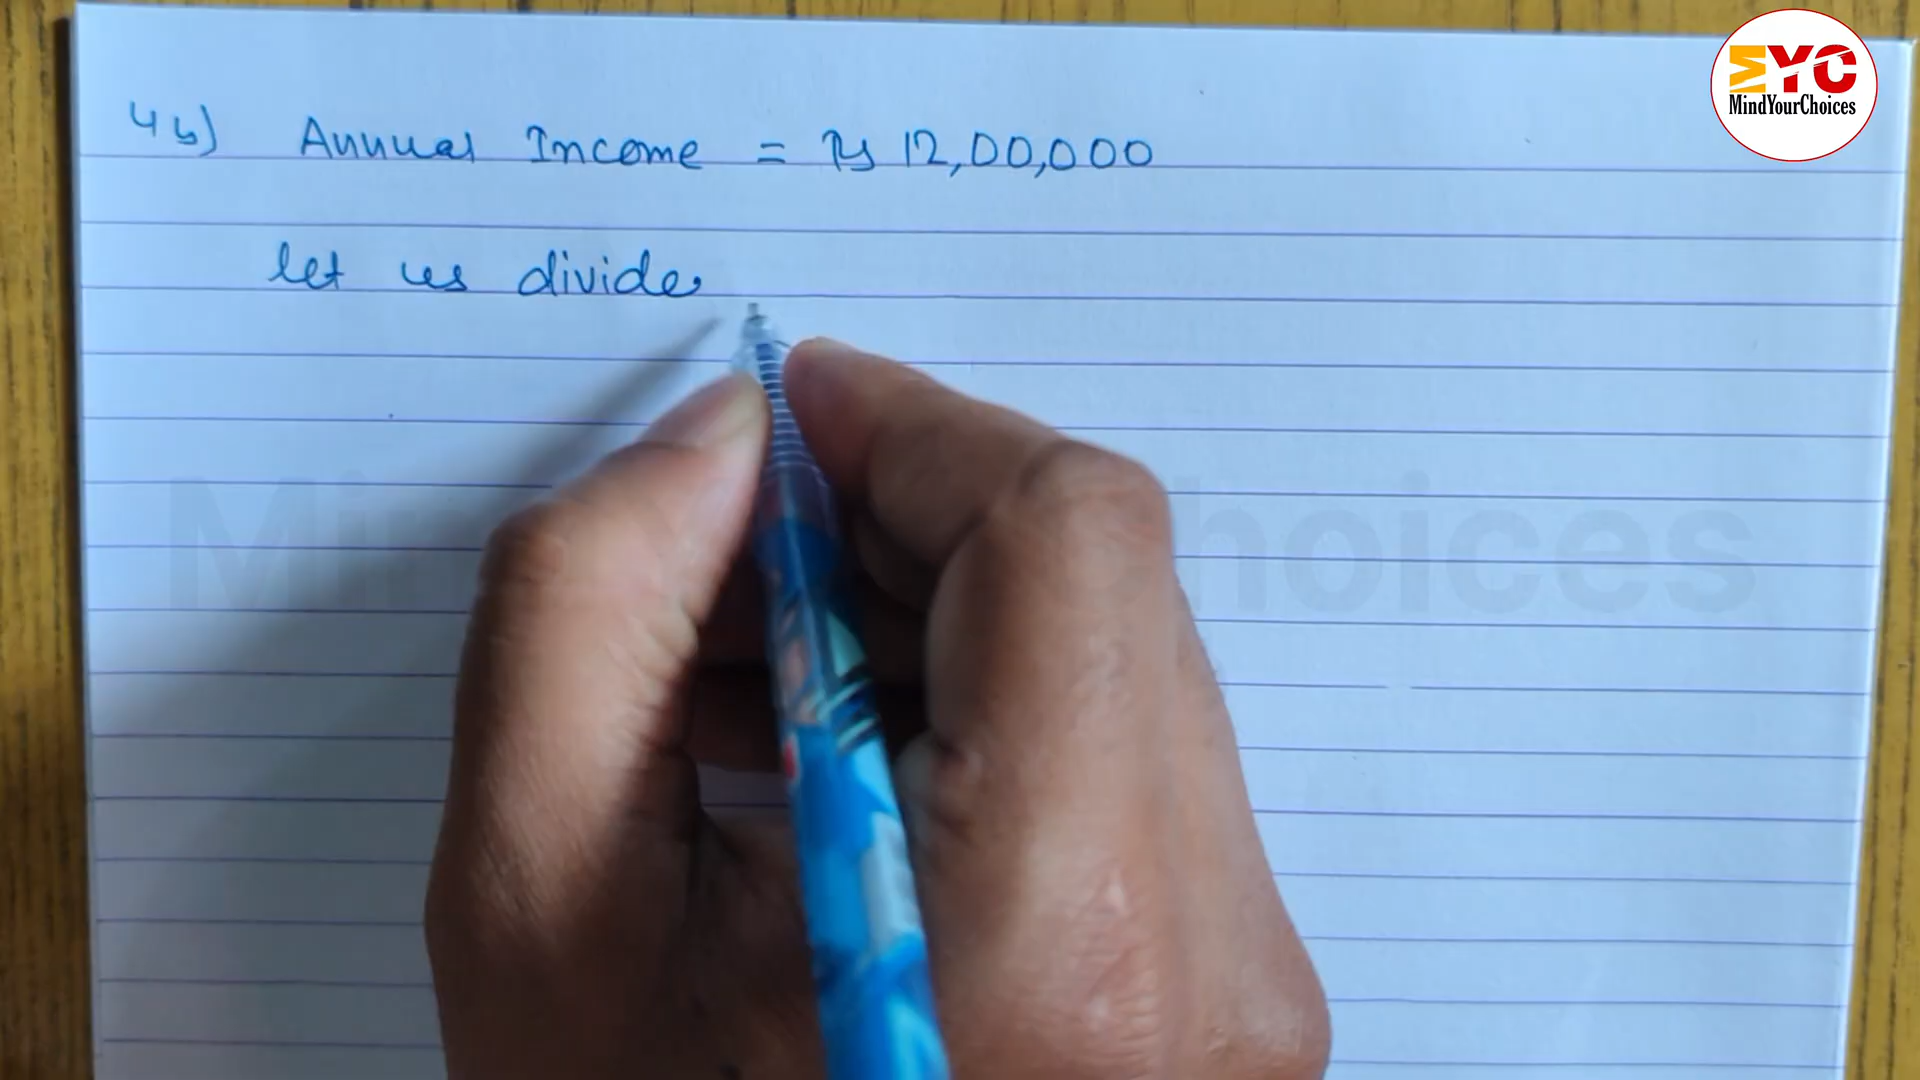 MYC
MindYourChoices
4b) Annual Income = Rs 12,00,000
let us divide